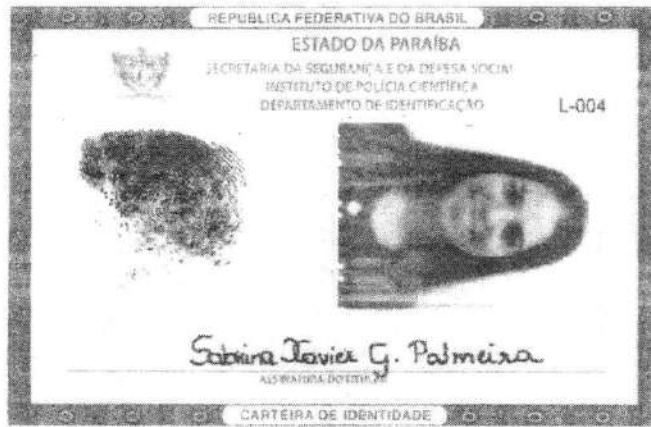 REPÚBLICA FEDERATIVA DO BRASIL
ESTADO DA PARAÍBA
SECRETARIA DA SEGURANÇA E DA DEFESA SOCIAL
INSTITUTO DE POLÍCIA CIENTÍFICA
DEPARTAMENTO DE IDENTIFICAÇÃO
L-004
Sabrina Xavier G. Palmeira
ASSINATURA DO TITULAR
CARTEIRA DE IDENTIDADE